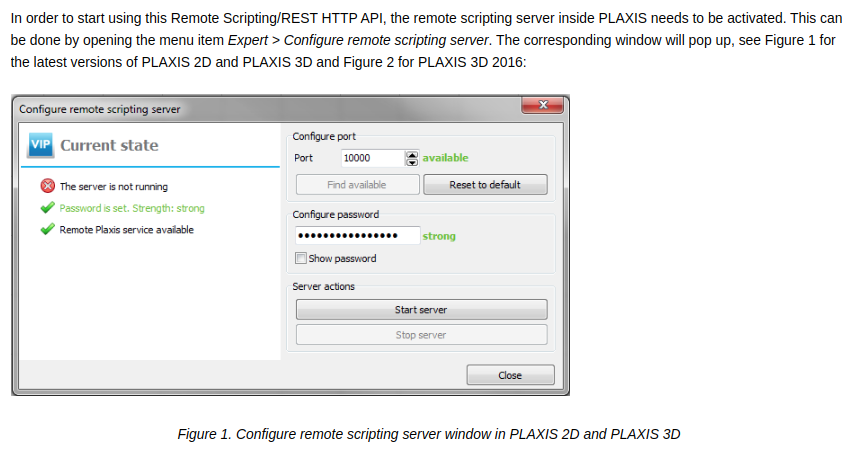 In order to start using this Remote Scripting/REST HTTP API, the remote scripting server inside PLAXIS needs to be activated. This can
be done by opening the menu item Expert > Configure remote scripting server. The corresponding window will pop up, see Figure 1 for
the latest versions of PLAXIS 2D and PLAXIS 3D and Figure 2 for PLAXIS 3D 2016:
Configure remote scripting server
VIP Current state
The server is not running
Password is set. Strength: strong
Remote Plaxis service available
Configure port
Port 10000 available
Find available Reset to default
Configure password
•••••••••••••••• strong
Show password
Server actions
Start server
Stop server
Close
Figure 1. Configure remote scripting server window in PLAXIS 2D and PLAXIS 3D